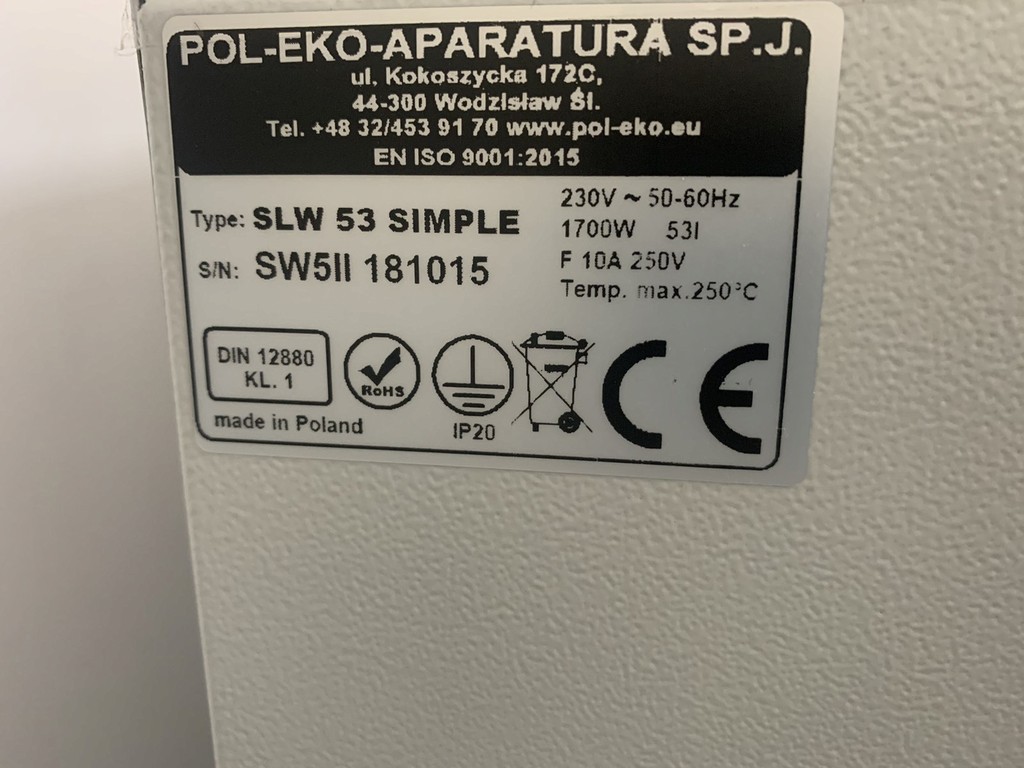 POL-EKO-APARATURA SP.J.
ul. Kokoszycka 172C,
44-300 Wodzisław Śl.
Tel. +48 32/453 91 70 www.pol-eko.eu
EN ISO 9001:2015
Type: SLW 53 SIMPLE
S/N: SW5II 181015
230V ~ 50-60Hz
1700W 53l
F 10A 250V
Temp. max.250°C
DIN 12880
KL. 1
RoHS
IP20
CE
made in Poland